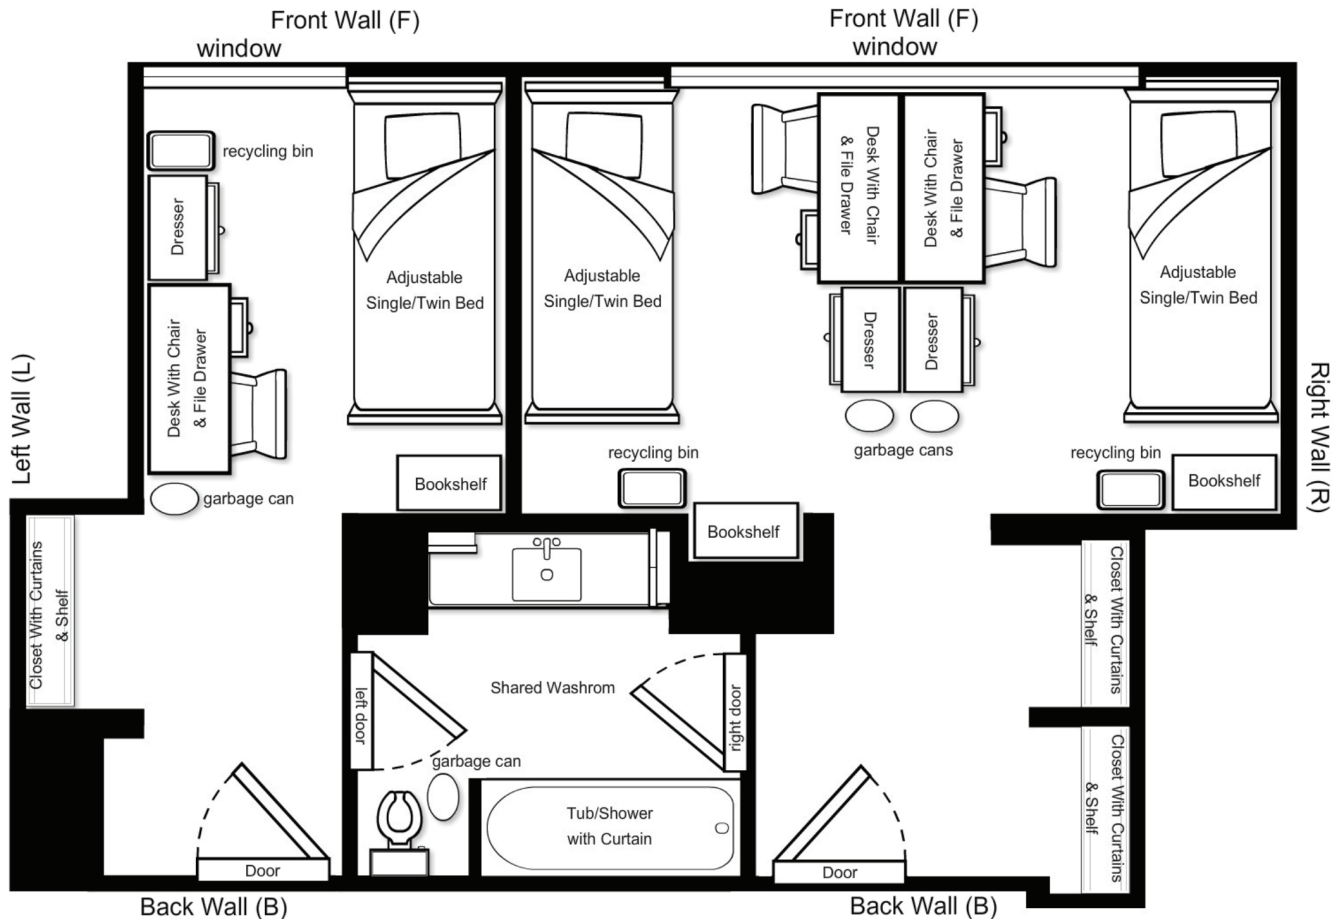 Front Wall (F)
window
Front Wall (F)
window
recycling bin
Dresser
Desk With Chair
& File Drawer
garbage can
Adjustable
Single/Twin Bed
Bookshelf
Left Wall (L)
Closet With Curtains
& Shelf
Door
Back Wall (B)
Adjustable
Single/Twin Bed
Desk With Chair
& File Drawer
Desk With Chair
& File Drawer
Dresser
Dresser
garbage cans
Adjustable
Single/Twin Bed
recycling bin
Bookshelf
recycling bin
Bookshelf
Right Wall (R)
Closet With Curtains
& Shelf
Closet With Curtains
& Shelf
Shared Washrom
left door
right door
garbage can
Tub/Shower
with Curtain
Door
Back Wall (B)